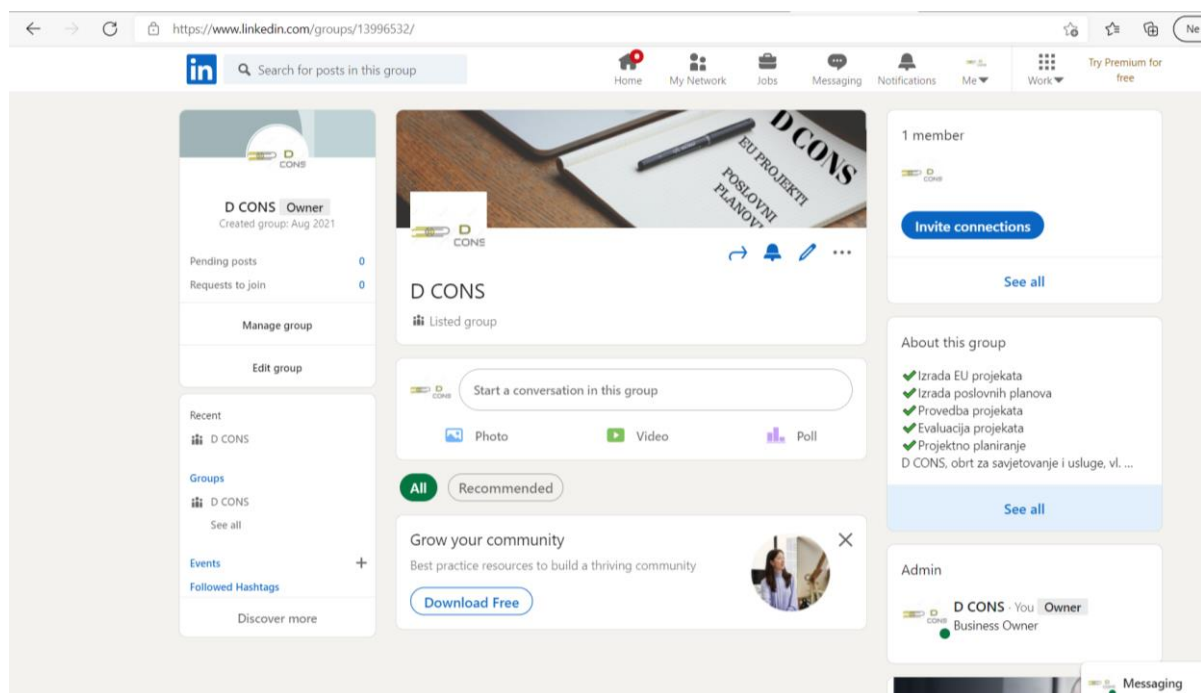 https://www.linkedin.com/groups/13996532/
Ne
in
Search for posts in this group
Home
My Network
Jobs
Messaging
Notifications
Me
Work
Try Premium for free
D CONS
D CONS Owner
Created group: Aug 2021
Pending posts 0
Requests to join 0
Manage group
Edit group
Recent
D CONS
Groups
D CONS
See all
Events
Followed Hashtags
Discover more
D CONS
EU PROJEKTI
POSLOVNI
PLANOVI
D CONS
D CONS
Listed group
D CONS
Start a conversation in this group
Photo
Video
Poll
All
Recommended
Grow your community
Best practice resources to build a thriving community
Download Free
1 member
D CONS
Invite connections
See all
About this group
Izrada EU projekata
Izrada poslovnih planova
Provedba projekata
Evaluacija projekata
Projektno planiranje
D CONS, obrt za savjetovanje i usluge, vl. ...
See all
Admin
D CONS
D CONS · You Owner
Business Owner
Messaging